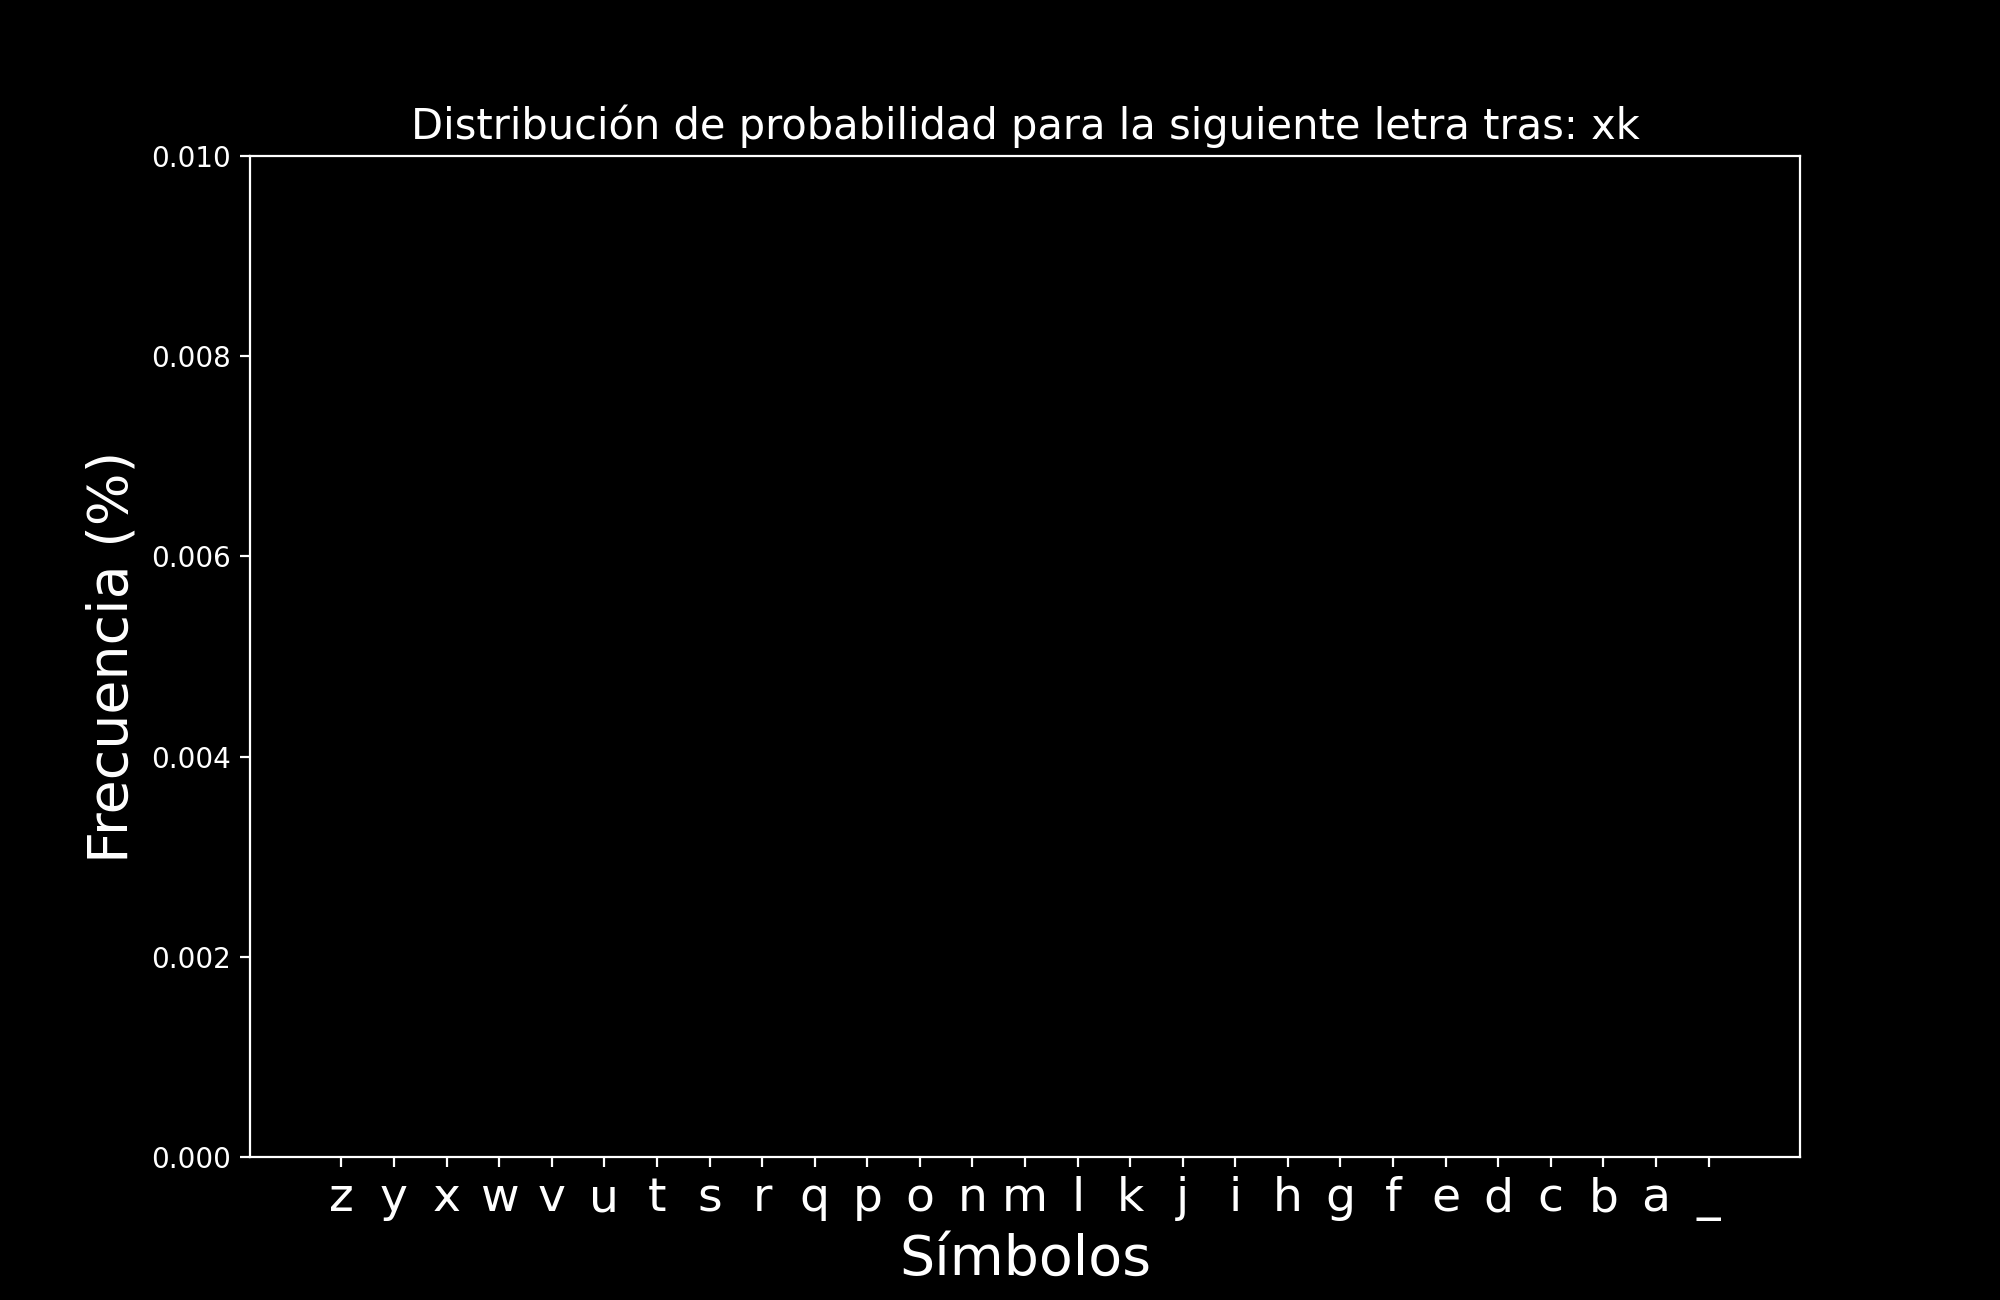 Distribución de probabilidad para la siguiente letra tras: xk
Frecuencia (%)
0.010
0.008
0.006
0.004
0.002
0.000
z y x w v u t s r q p o n m l k j i h g f e d c b a _
Símbolos